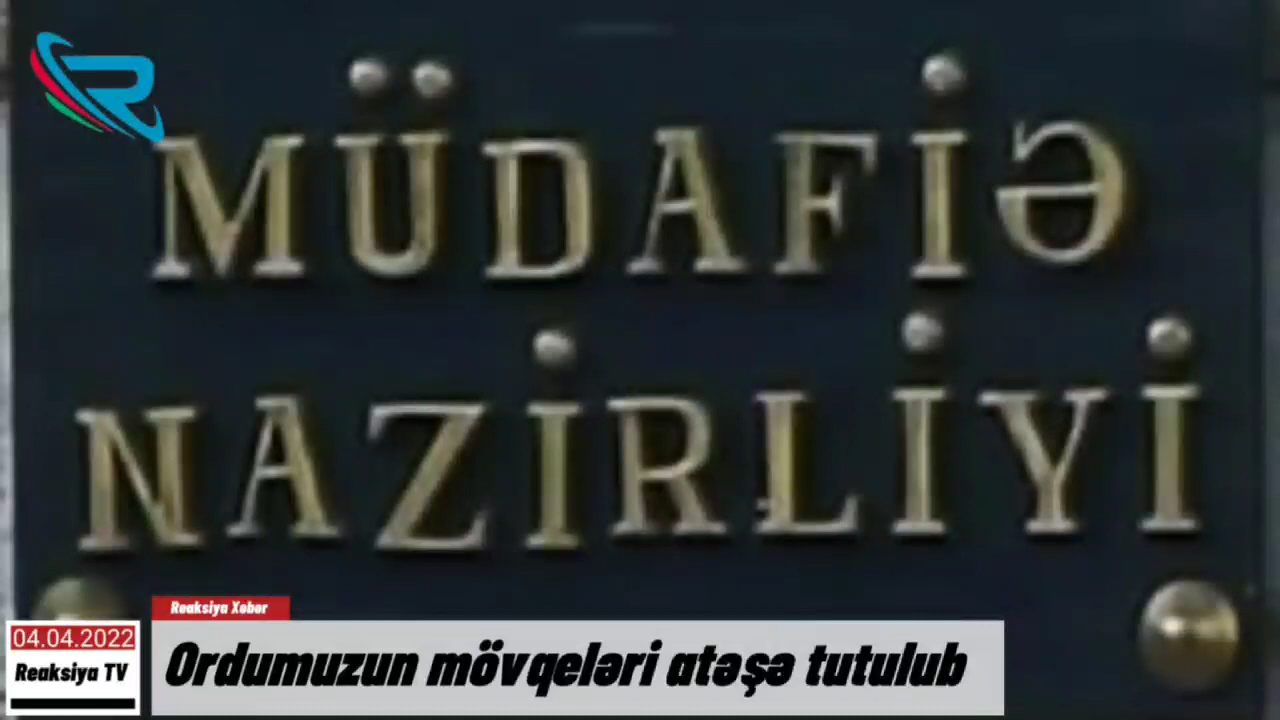 MÜDAFİƏ
NAZİRLİYİ
Reaksiya Xəbər
04.04.2022
Reaksiya TV
Ordumuzun mövqeləri atəşə tutulub